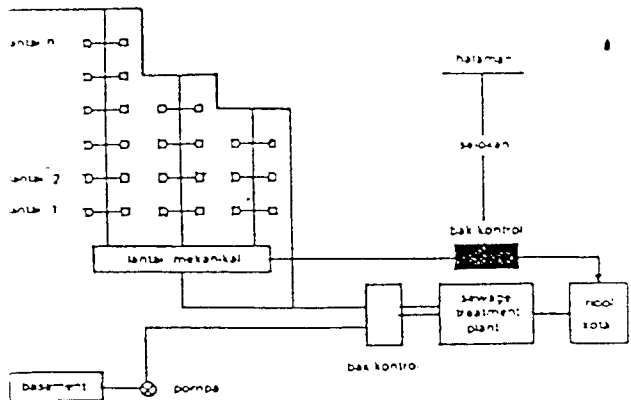 lantai n
halaman
selokan
lantai 2
lantai 1
bak kontrol
lantai mekanikal
sewage
treatment
plant
riool
kota
bak kontrol
basement
pompa